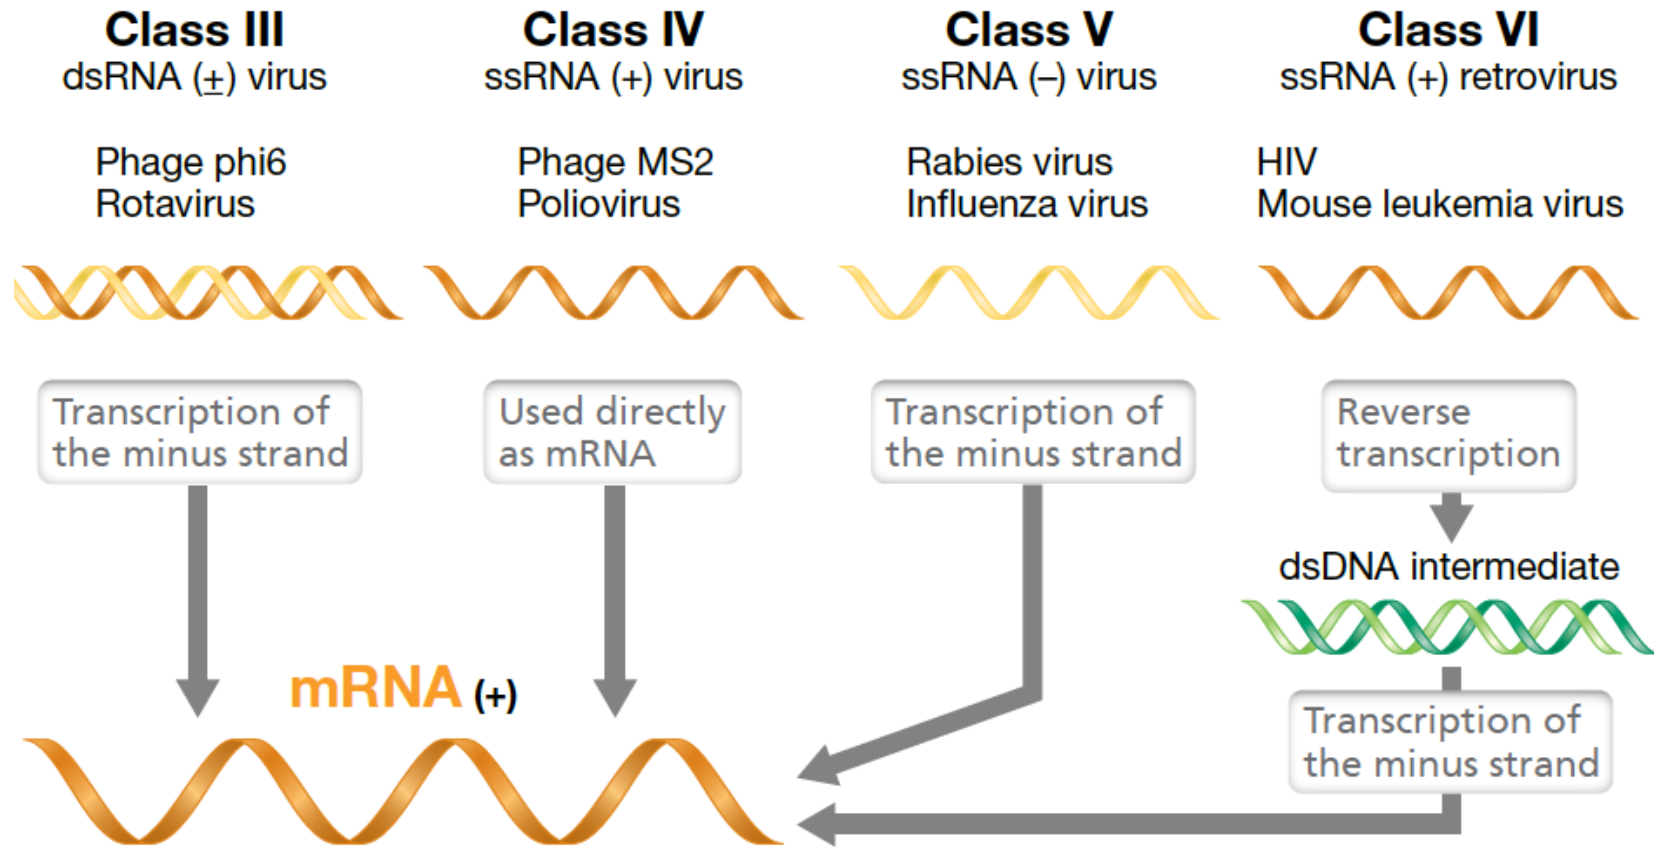 Class III
dsRNA (±) virus
Phage phi6
Rotavirus
Transcription of
the minus strand
Class IV
ssRNA (+) virus
Phage MS2
Poliovirus
Used directly
as mRNA
Class V
ssRNA (–) virus
Rabies virus
Influenza virus
Transcription of
the minus strand
Class VI
ssRNA (+) retrovirus
HIV
Mouse leukemia virus
Reverse
transcription
dsDNA intermediate
Transcription of
the minus strand
mRNA (+)